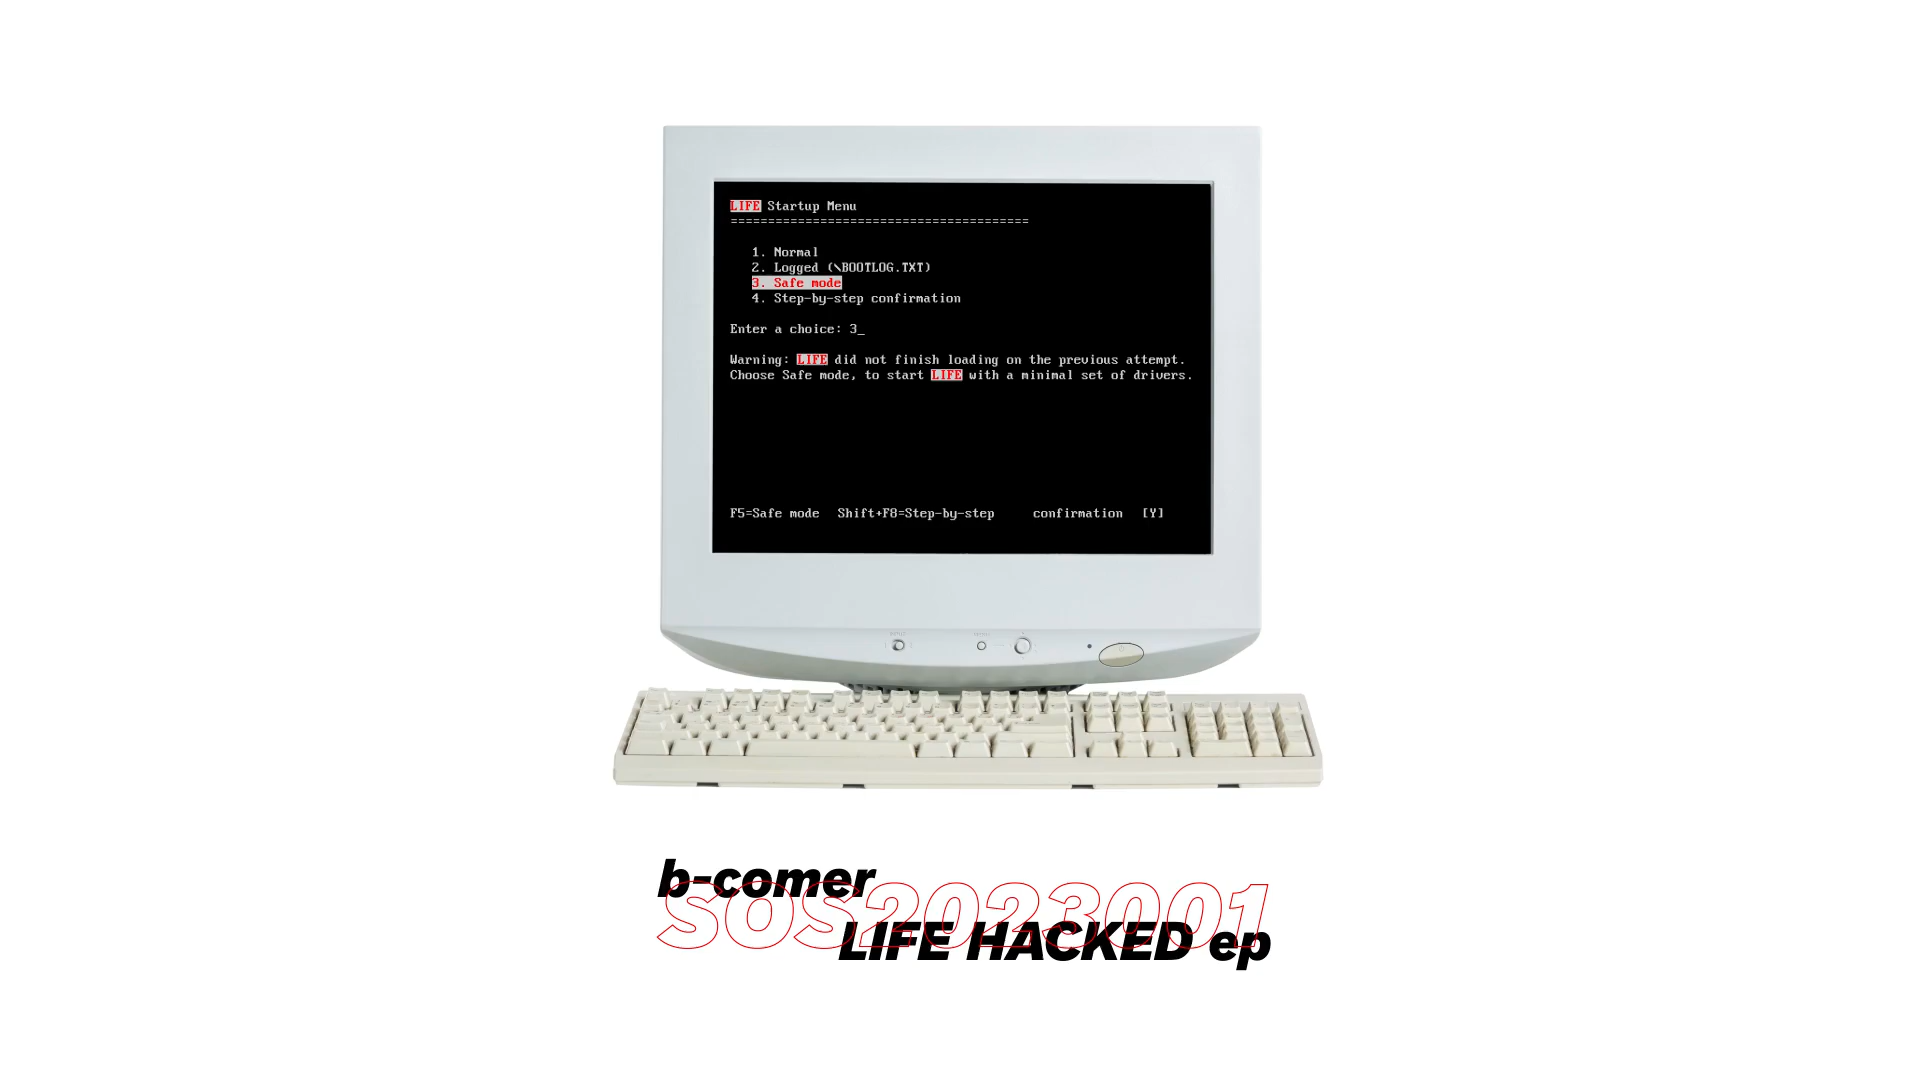 LIFE Startup Menu
========================================
1. Normal
2. Logged (\BOOTLOG.TXT)
3. Safe mode
4. Step-by-step confirmation
Enter a choice: 3_
Warning: LIFE did not finish loading on the previous attempt.
Choose Safe mode, to start LIFE with a minimal set of drivers.
F5=Safe mode Shift+F8=Step-by-step confirmation [Y]
b-comer
SOS2023001
LIFE HACKED ep